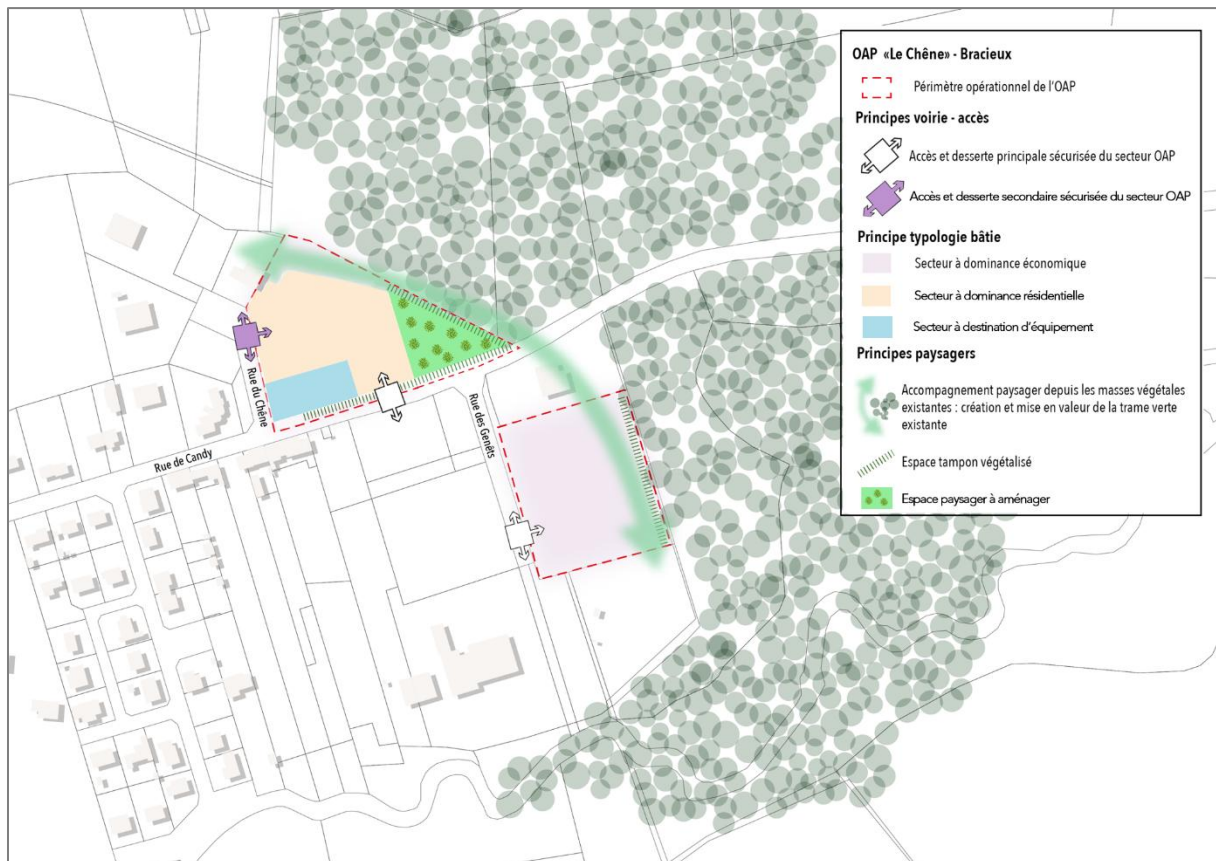 OAP «Le Chêne» - Bracieux
Périmètre opérationnel de l'OAP
Principes voirie - accès
Accès et desserte principale sécurisée du secteur OAP
Accès et desserte secondaire sécurisée du secteur OAP
Principe typologie bâtie
Secteur à dominance économique
Secteur à dominance résidentielle
Secteur à destination d'équipement
Principes paysagers
Accompagnement paysager depuis les masses végétales
existantes : création et mise en valeur de la trame verte
existante
Espace tampon végétalisé
Espace paysager à aménager
Rue du Chêne
Rue de Candy
Rue des Genêts